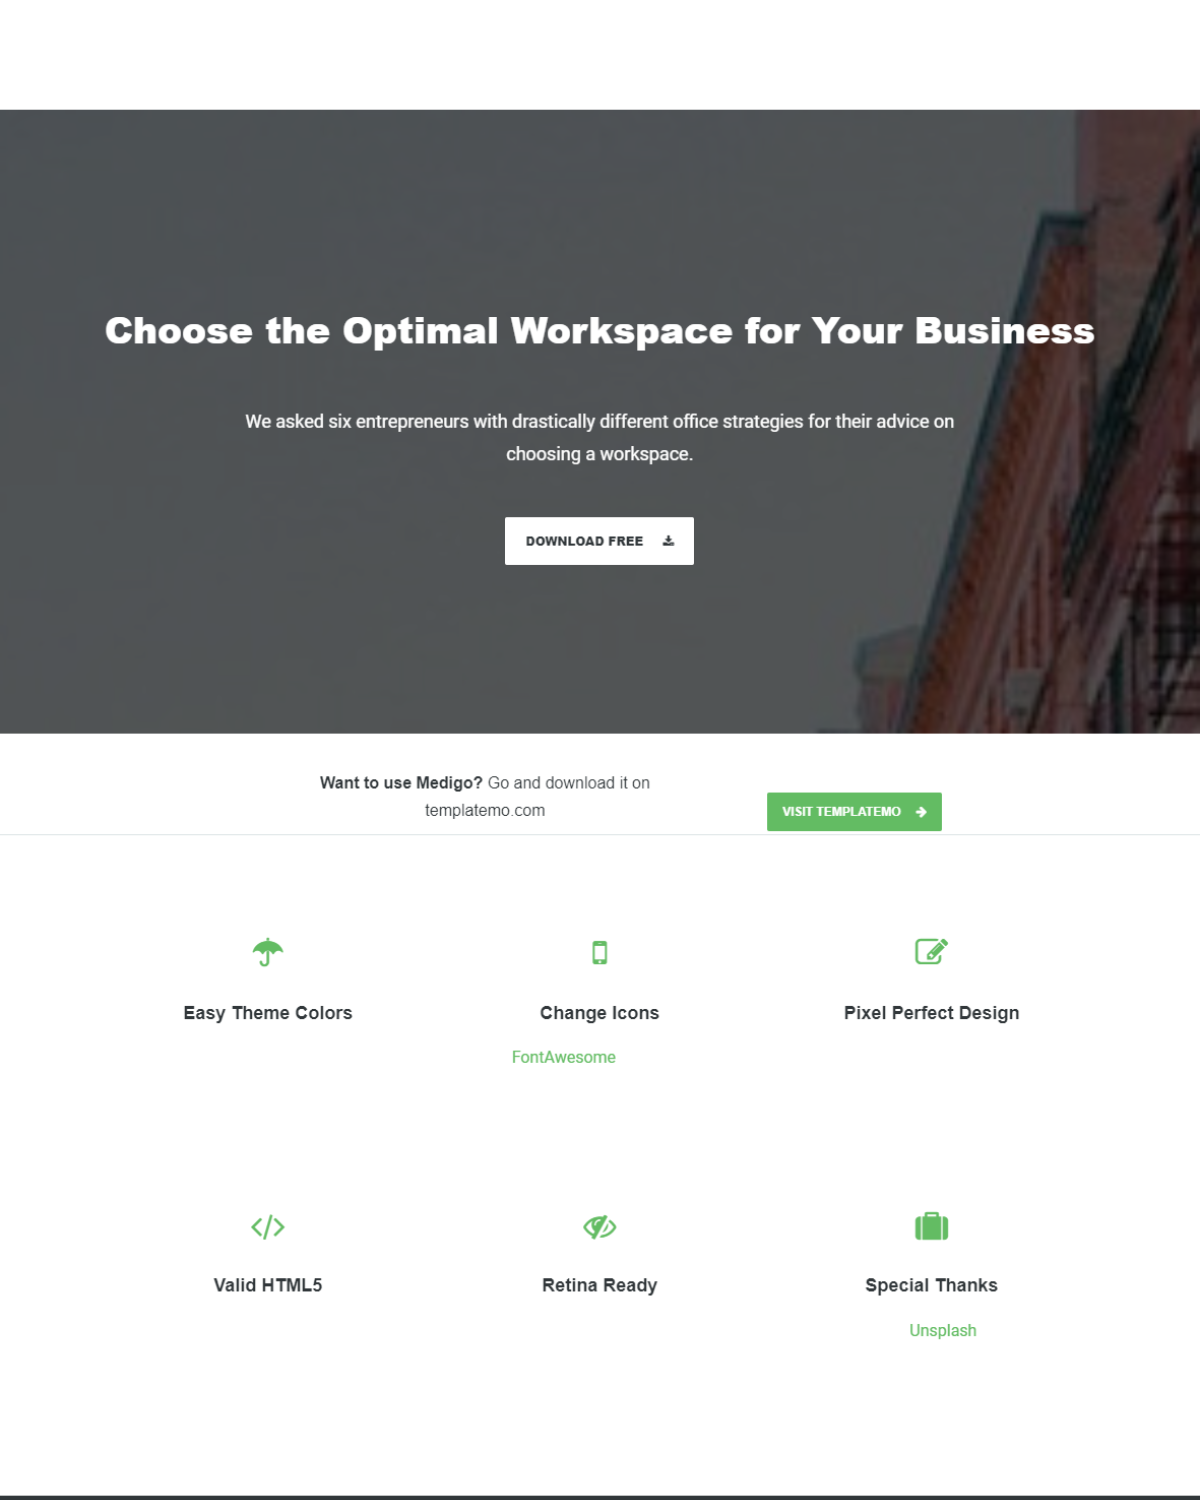 Choose the Optimal Workspace for Your Business
We asked six entrepreneurs with drastically different office strategies for their advice on
choosing a workspace.
DOWNLOAD FREE
Want to use Medigo? Go and download it on
templatemo.com
VISIT TEMPLATEMO
Easy Theme Colors
Change Icons
Pixel Perfect Design
FontAwesome
Valid HTML5
Retina Ready
Special Thanks
Unsplash